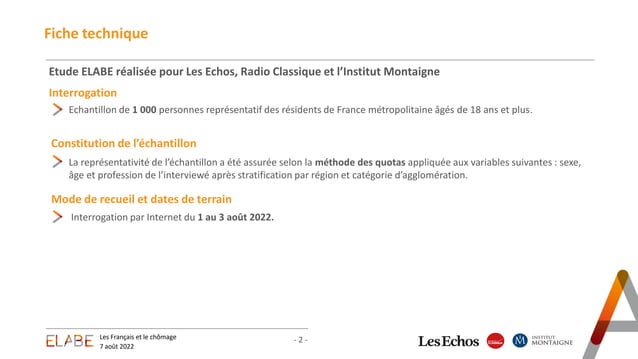 Fiche technique
Etude ELABE réalisée pour Les Echos, Radio Classique et l’Institut Montaigne
Interrogation
Echantillon de 1 000 personnes représentatif des résidents de France métropolitaine âgés de 18 ans et plus.
Constitution de l’échantillon
La représentativité de l’échantillon a été assurée selon la méthode des quotas appliquée aux variables suivantes : sexe,
âge et profession de l’interviewé après stratification par région et catégorie d’agglomération.
Mode de recueil et dates de terrain
Interrogation par Internet du 1 au 3 août 2022.
ELABE
Les Français et le chômage
7 août 2022
- 2 -
Les Echos
M
INSTITUT
MONTAIGNE